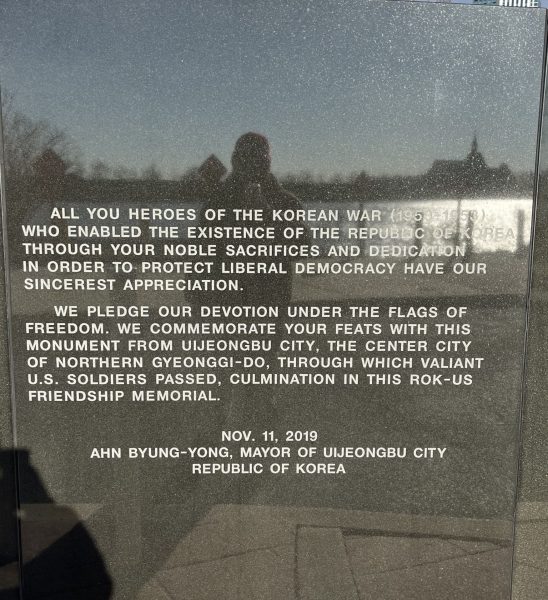 ALL YOU HEROES OF THE KOREAN WAR (1950-1953)
WHO ENABLED THE EXISTENCE OF THE REPUBLIC OF KOREA
THROUGH YOUR NOBLE SACRIFICES AND DEDICATION
IN ORDER TO PROTECT LIBERAL DEMOCRACY HAVE OUR
SINCEREST APPRECIATION.
WE PLEDGE OUR DEVOTION UNDER THE FLAGS OF
FREEDOM. WE COMMEMORATE YOUR FEATS WITH THIS
MONUMENT FROM UIJEONGBU CITY, THE CENTER CITY
OF NORTHERN GYEONGGI-DO, THROUGH WHICH VALIANT
U.S. SOLDIERS PASSED, CULMINATION IN THIS ROK-US
FRIENDSHIP MEMORIAL.
NOV. 11, 2019
AHN BYUNG-YONG, MAYOR OF UIJEONGBU CITY
REPUBLIC OF KOREA